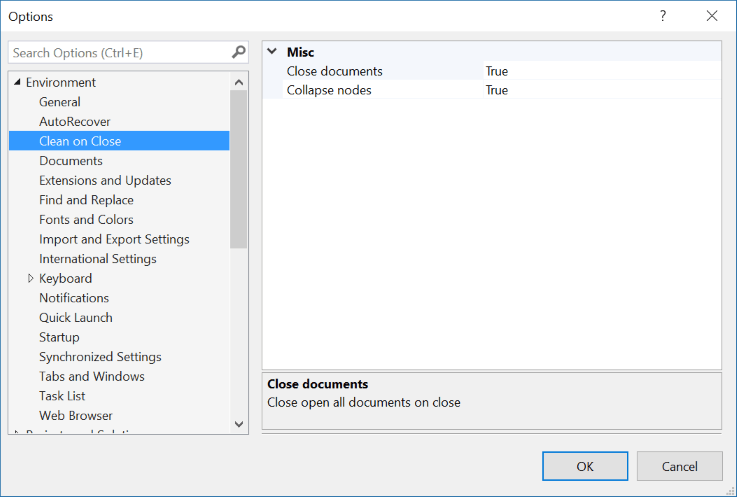 Options
?
Search Options (Ctrl+E)
Environment
General
AutoRecover
Clean on Close
Documents
Extensions and Updates
Find and Replace
Fonts and Colors
Import and Export Settings
International Settings
Keyboard
Notifications
Quick Launch
Startup
Synchronized Settings
Tabs and Windows
Task List
Web Browser
Misc
Close documents True
Collapse nodes True
Close documents
Close open all documents on close
OK Cancel